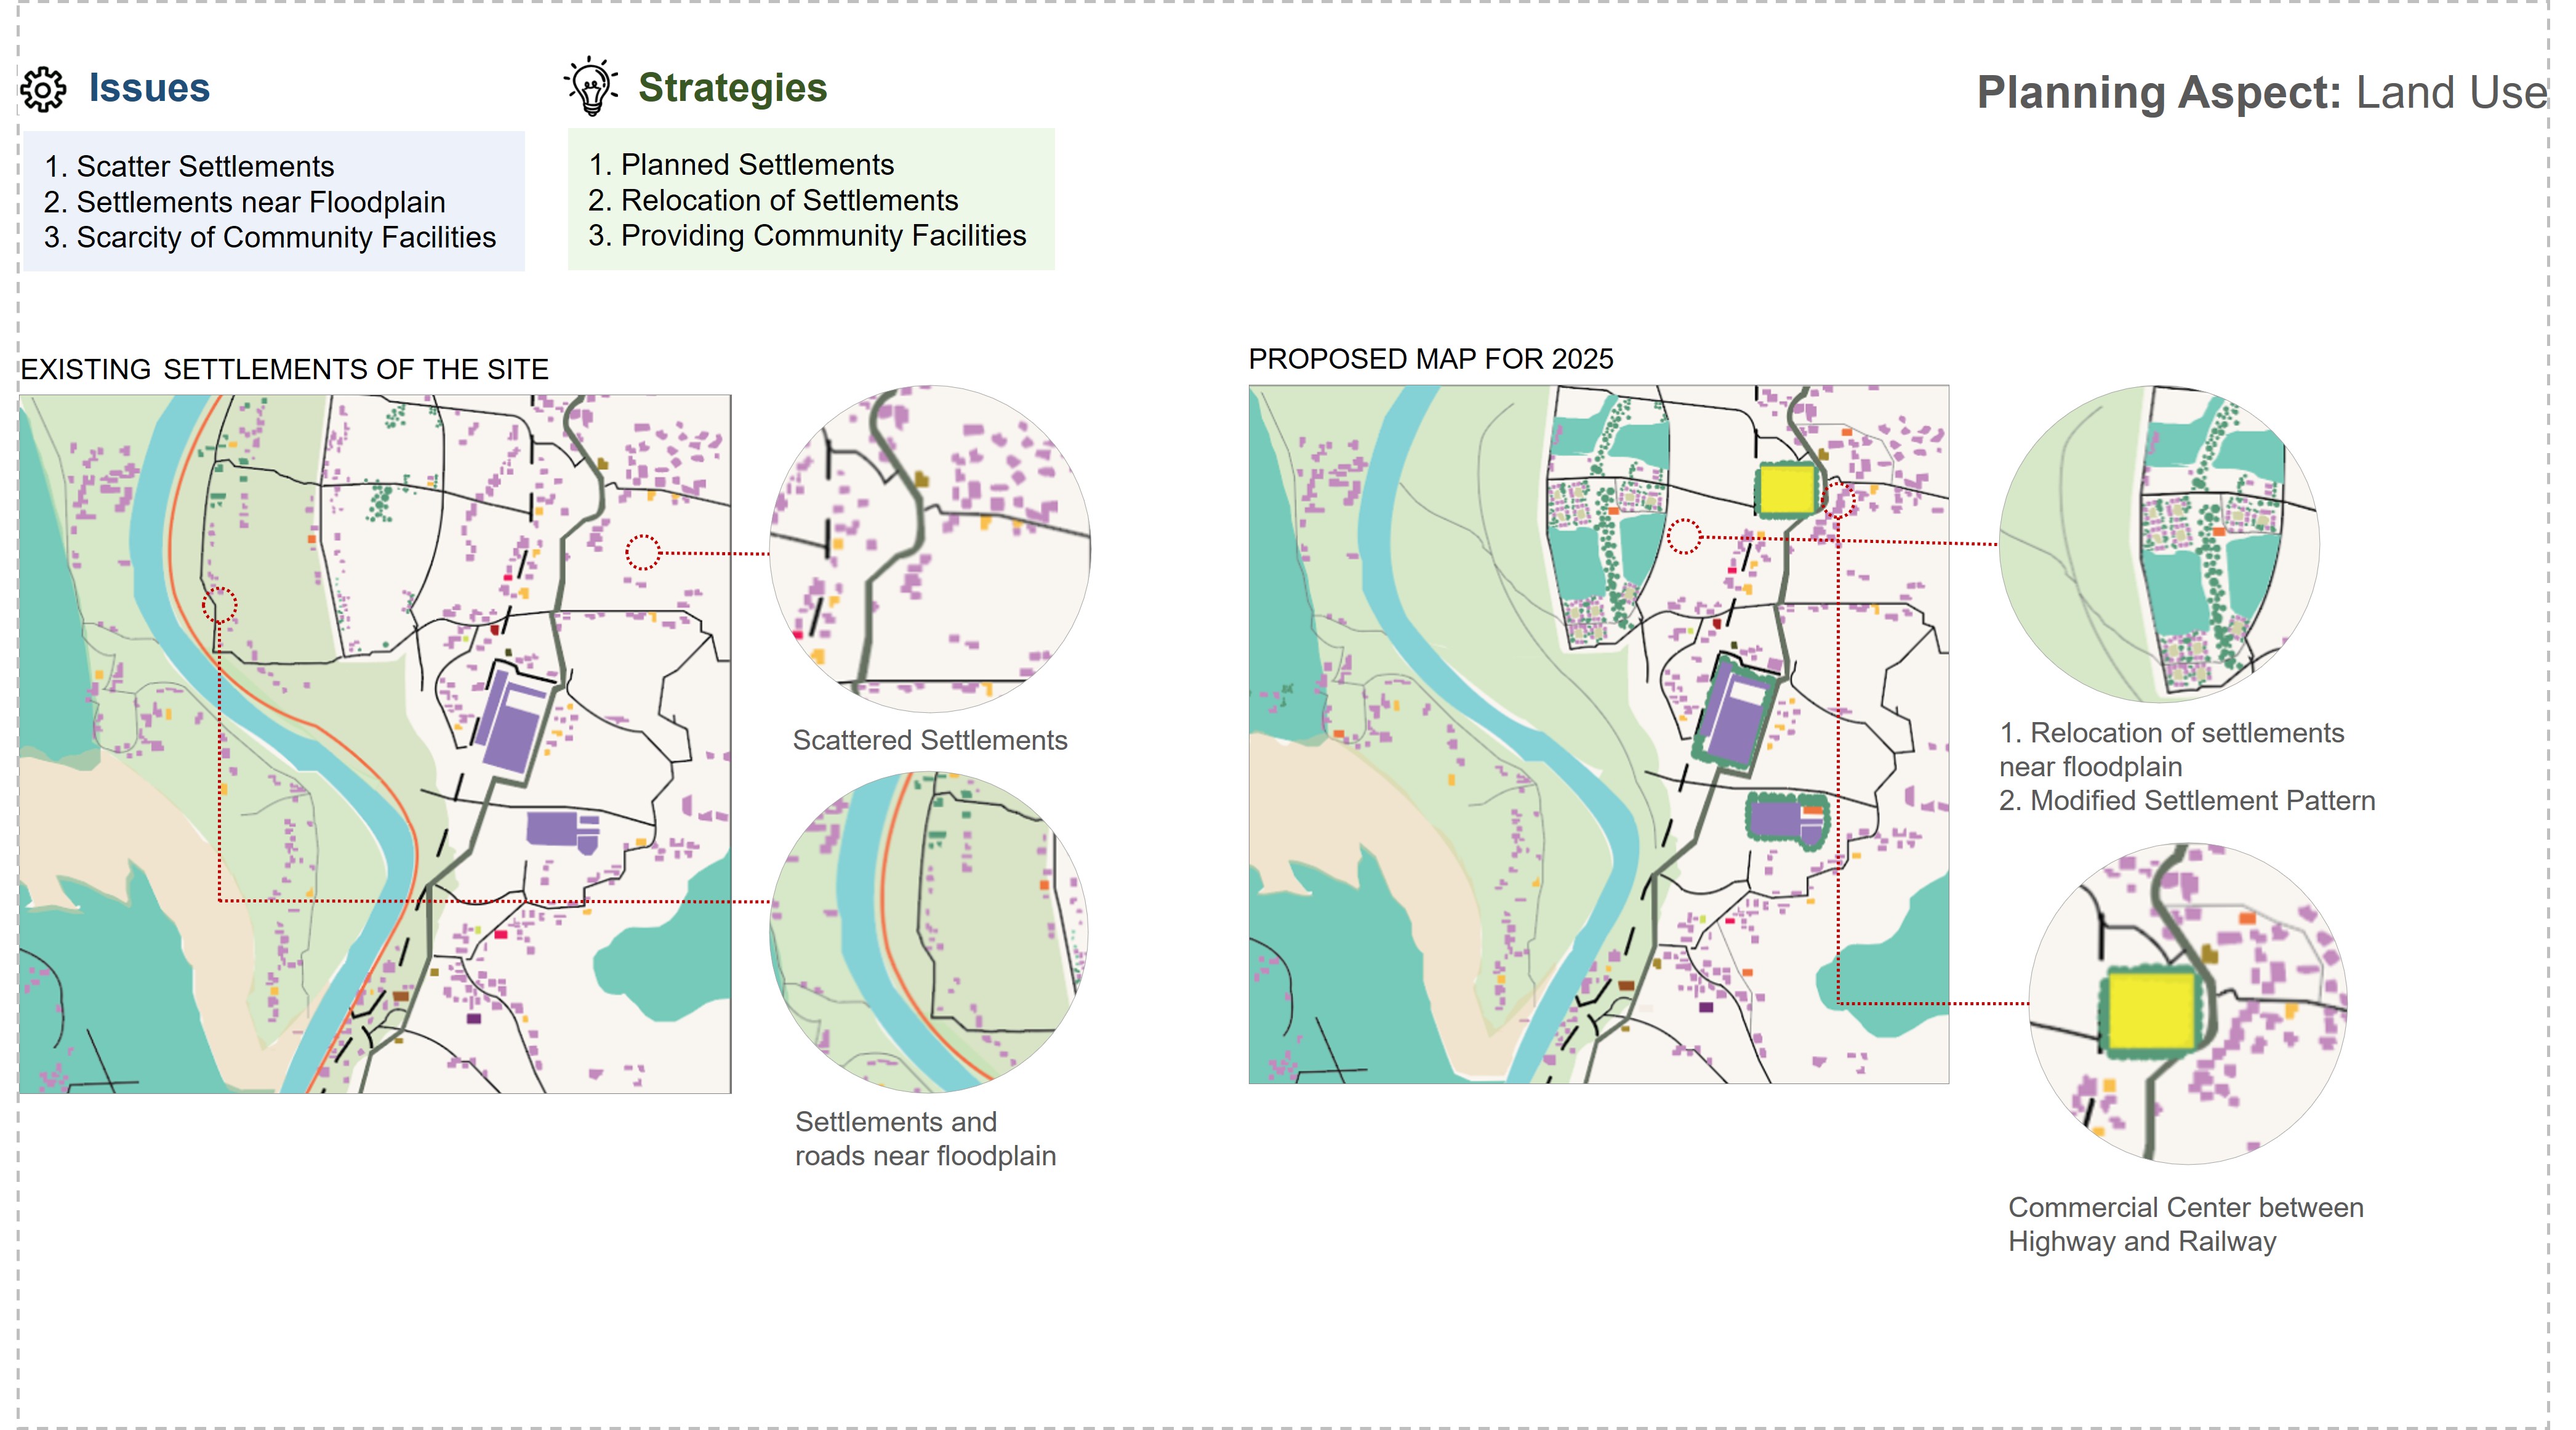 Issues
1. Scatter Settlements
2. Settlements near Floodplain
3. Scarcity of Community Facilities
Strategies
1. Planned Settlements
2. Relocation of Settlements
3. Providing Community Facilities
Planning Aspect: Land Use
EXISTING SETTLEMENTS OF THE SITE
Scattered Settlements
Settlements and
roads near floodplain
PROPOSED MAP FOR 2025
1. Relocation of settlements
near floodplain
2. Modified Settlement Pattern
Commercial Center between
Highway and Railway